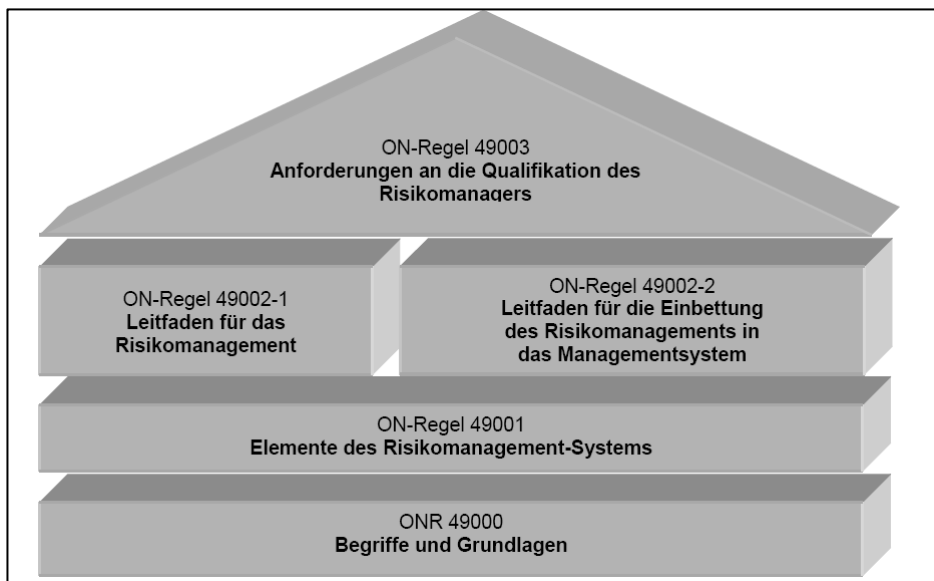 ON-Regel 49003
Anforderungen an die Qualifikation des
Risikomanagers
ON-Regel 49002-1
Leitfaden für das
Risikomanagement
ON-Regel 49002-2
Leitfaden für die Einbettung
des Risikomanagements in
das Managementsystem
ON-Regel 49001
Elemente des Risikomanagement-Systems
ONR 49000
Begriffe und Grundlagen